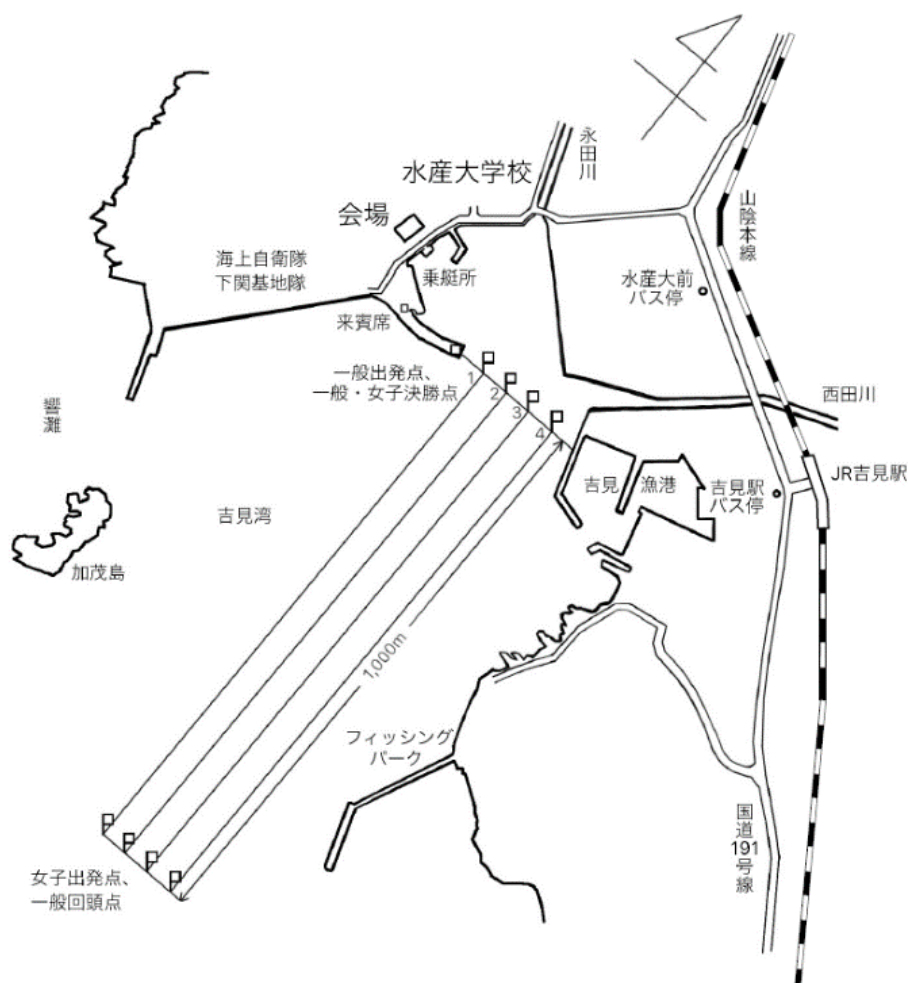 永田川
水産大学校
会場
山陰本線
海上自衛隊
下関基地隊
乗艇所
水産大前
バス停
来賓席
一般出発点、
一般・女子決勝点
1
2
3
4
西田川
響灘
吉見 漁港
吉見駅
バス停
JR吉見駅
吉見湾
加茂島
1,000m
フィッシング
パーク
国道191号線
女子出発点、
一般回頭点